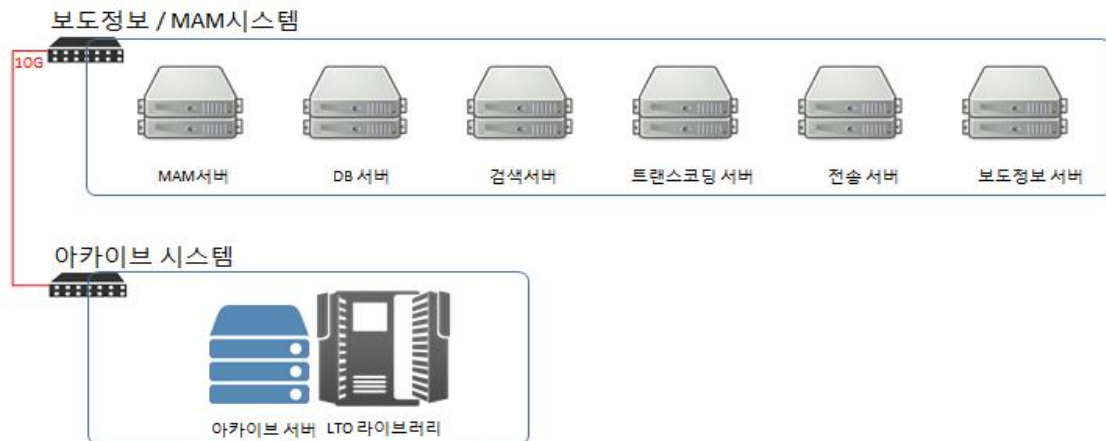 보도정보 / MAM시스템
10G
MAM서버 DB 서버 검색서버 트랜스코딩 서버 전송 서버 보도정보 서버
아카이브 시스템
아카이브 서버 LTO 라이브러리